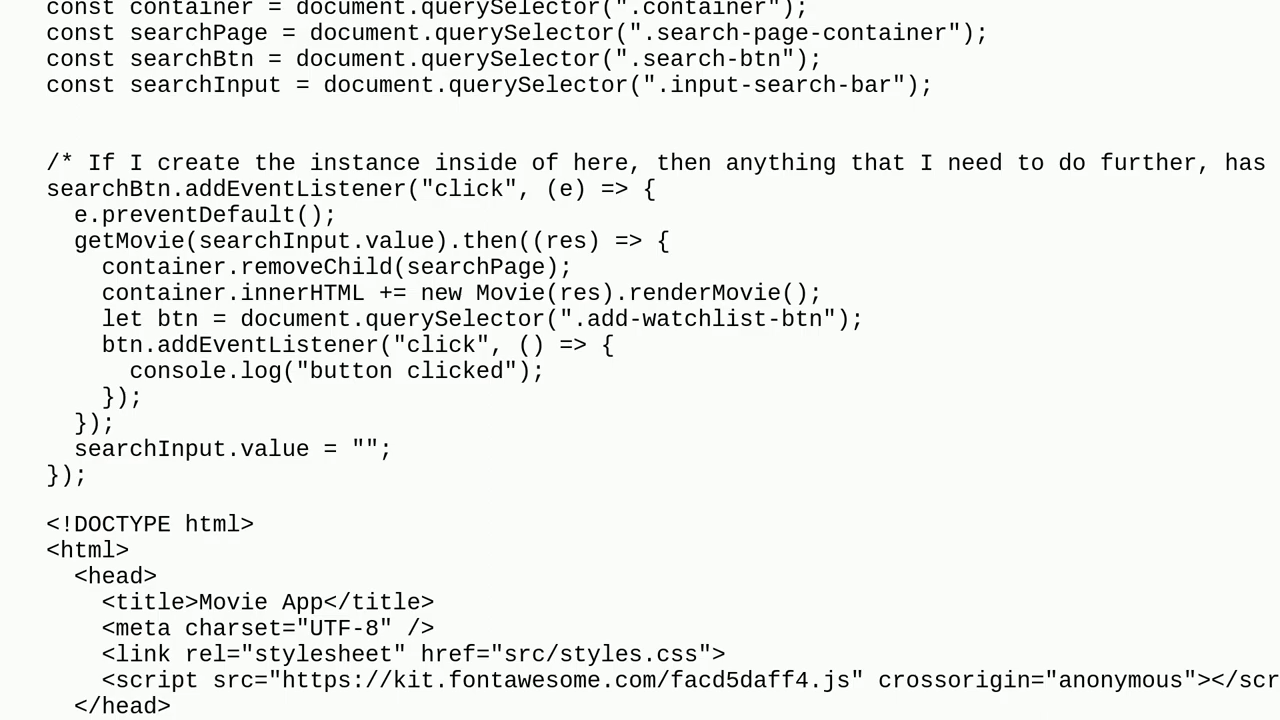 const container = document.querySelector(".container");
const searchPage = document.querySelector(".search-page-container");
const searchBtn = document.querySelector(".search-btn");
const searchInput = document.querySelector(".input-search-bar");
/* If I create the instance inside of here, then anything that I need to do further, has
searchBtn.addEventListener("click", (e) => {
  e.preventDefault();
  getMovie(searchInput.value).then((res) => {
    container.removeChild(searchPage);
    container.innerHTML += new Movie(res).renderMovie();
    let btn = document.querySelector(".add-watchlist-btn");
    btn.addEventListener("click", () => {
      console.log("button clicked");
    });
  });
  searchInput.value = "";
});
<!DOCTYPE html>
<html>
  <head>
    <title>Movie App</title>
    <meta charset="UTF-8" />
    <link rel="stylesheet" href="src/styles.css">
    <script src="https://kit.fontawesome.com/facd5daff4.js" crossorigin="anonymous"></scr
  </head>